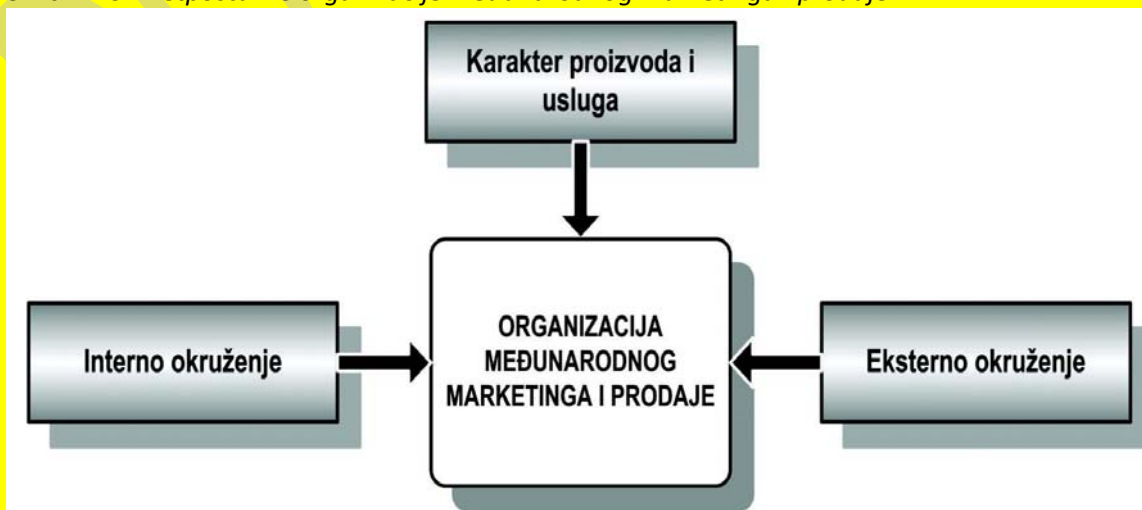 Karakter proizvoda i
usluga
Interno okruženje
ORGANIZACIJA
MEĐUNARODNOG
MARKETINGA I PRODAJE
Eksterno okruženje